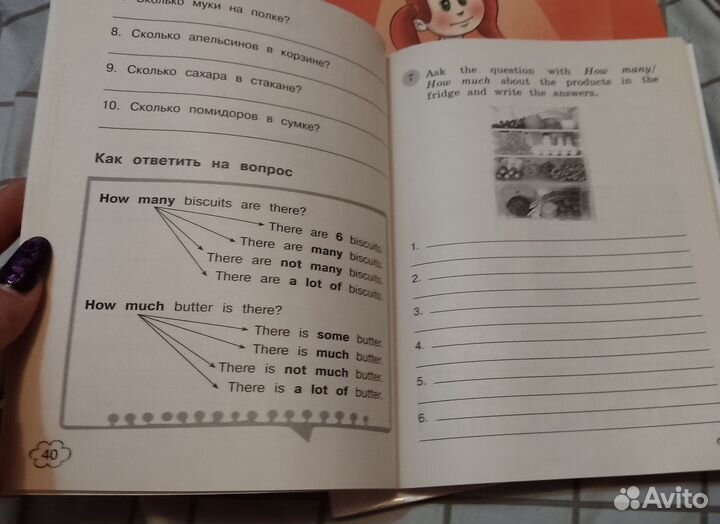 Сколько муки на полке?
8. Сколько апельсинов в корзине?
9. Сколько сахара в стакане?
10. Сколько помидоров в сумке?
Как ответить на вопрос
How many biscuits are there?
There are 6 biscuits.
There are many biscuits.
There are not many biscuits.
There are a lot of biscuits.
How much butter is there?
There is some butter.
There is much butter.
There is not much butter.
There is a lot of butter.
40
7 Ask the question with How many/
How much about the products in the
fridge and write the answers.
1.
2.
3.
4.
5.
6.
Avito